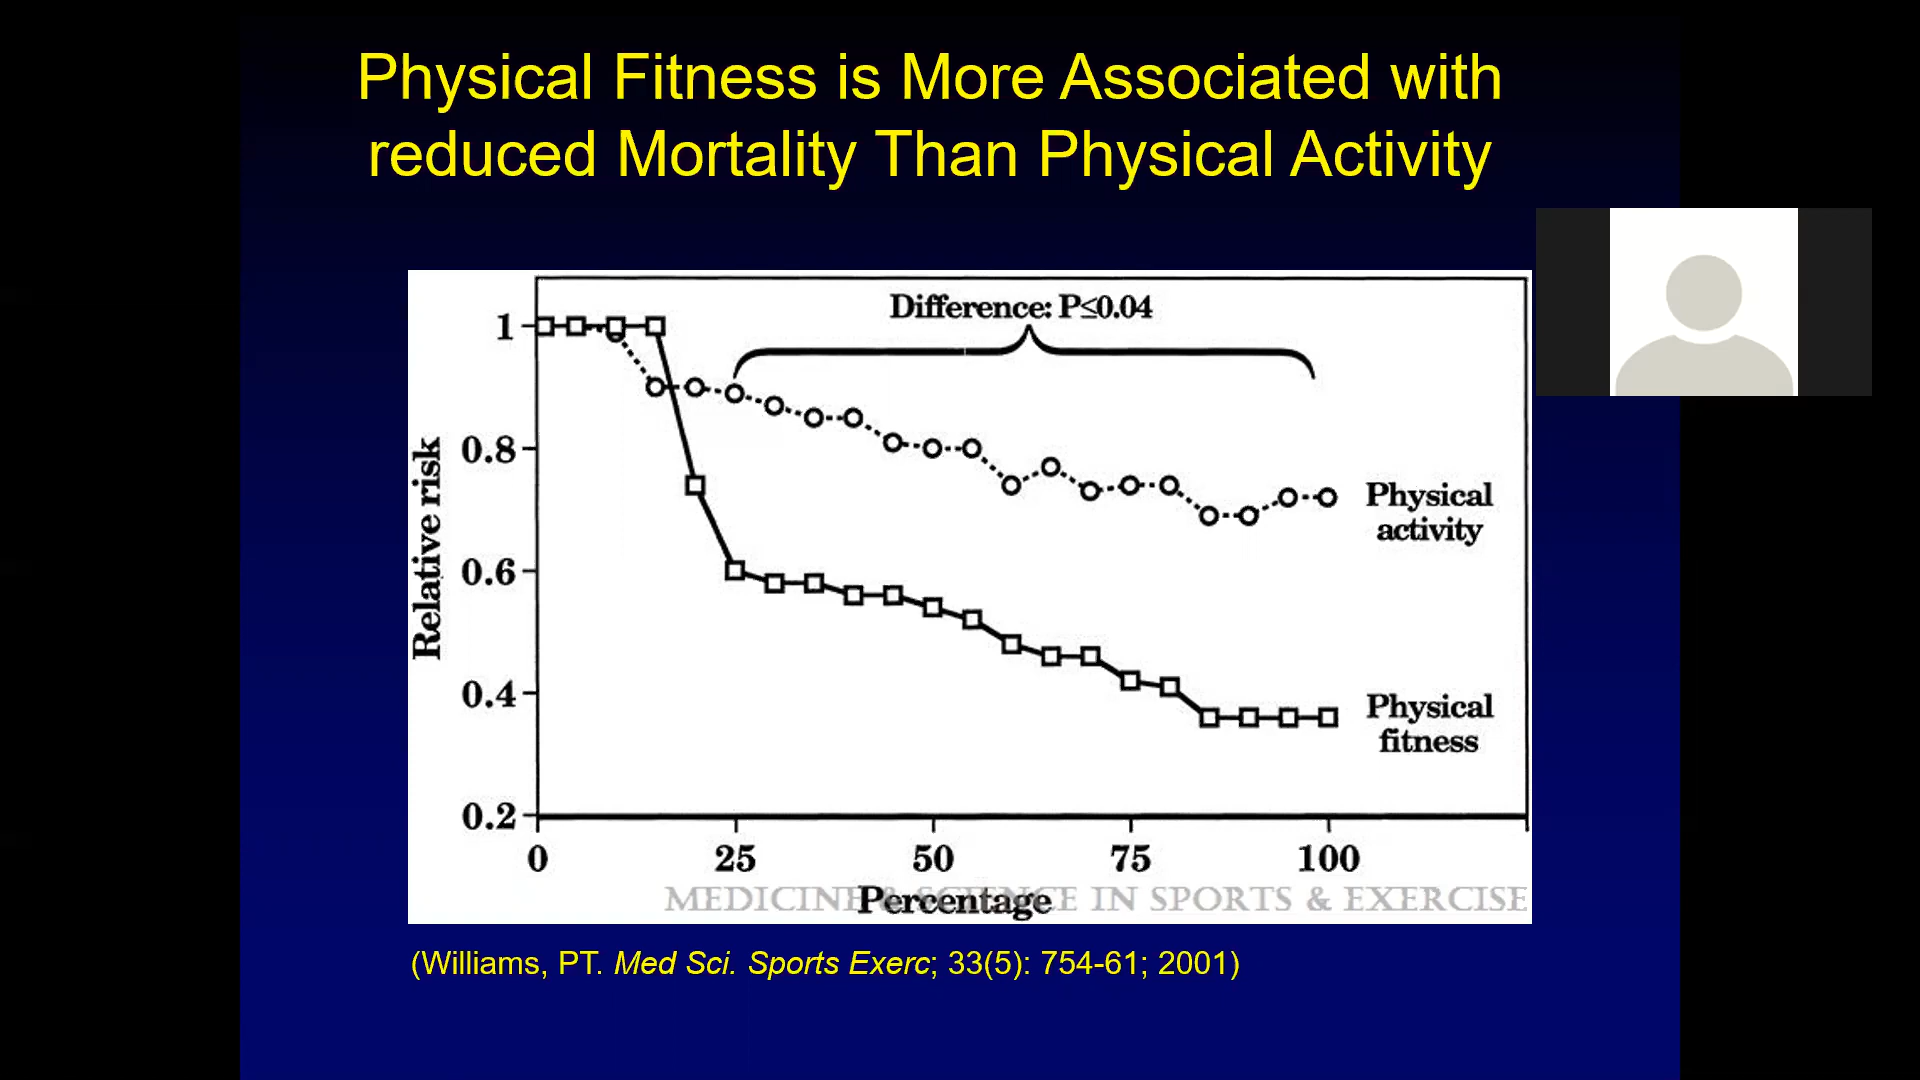 Physical Fitness is More Associated with
reduced Mortality Than Physical Activity
Difference: P≤0.04
1
0.8
0.6
0.4
0.2
Relative risk
Physical
activity
Physical
fitness
0 25 50 75 100
Percentage
MEDICINE & SCIENCE IN SPORTS & EXERCISE
(Williams, PT. Med Sci. Sports Exerc; 33(5): 754-61; 2001)